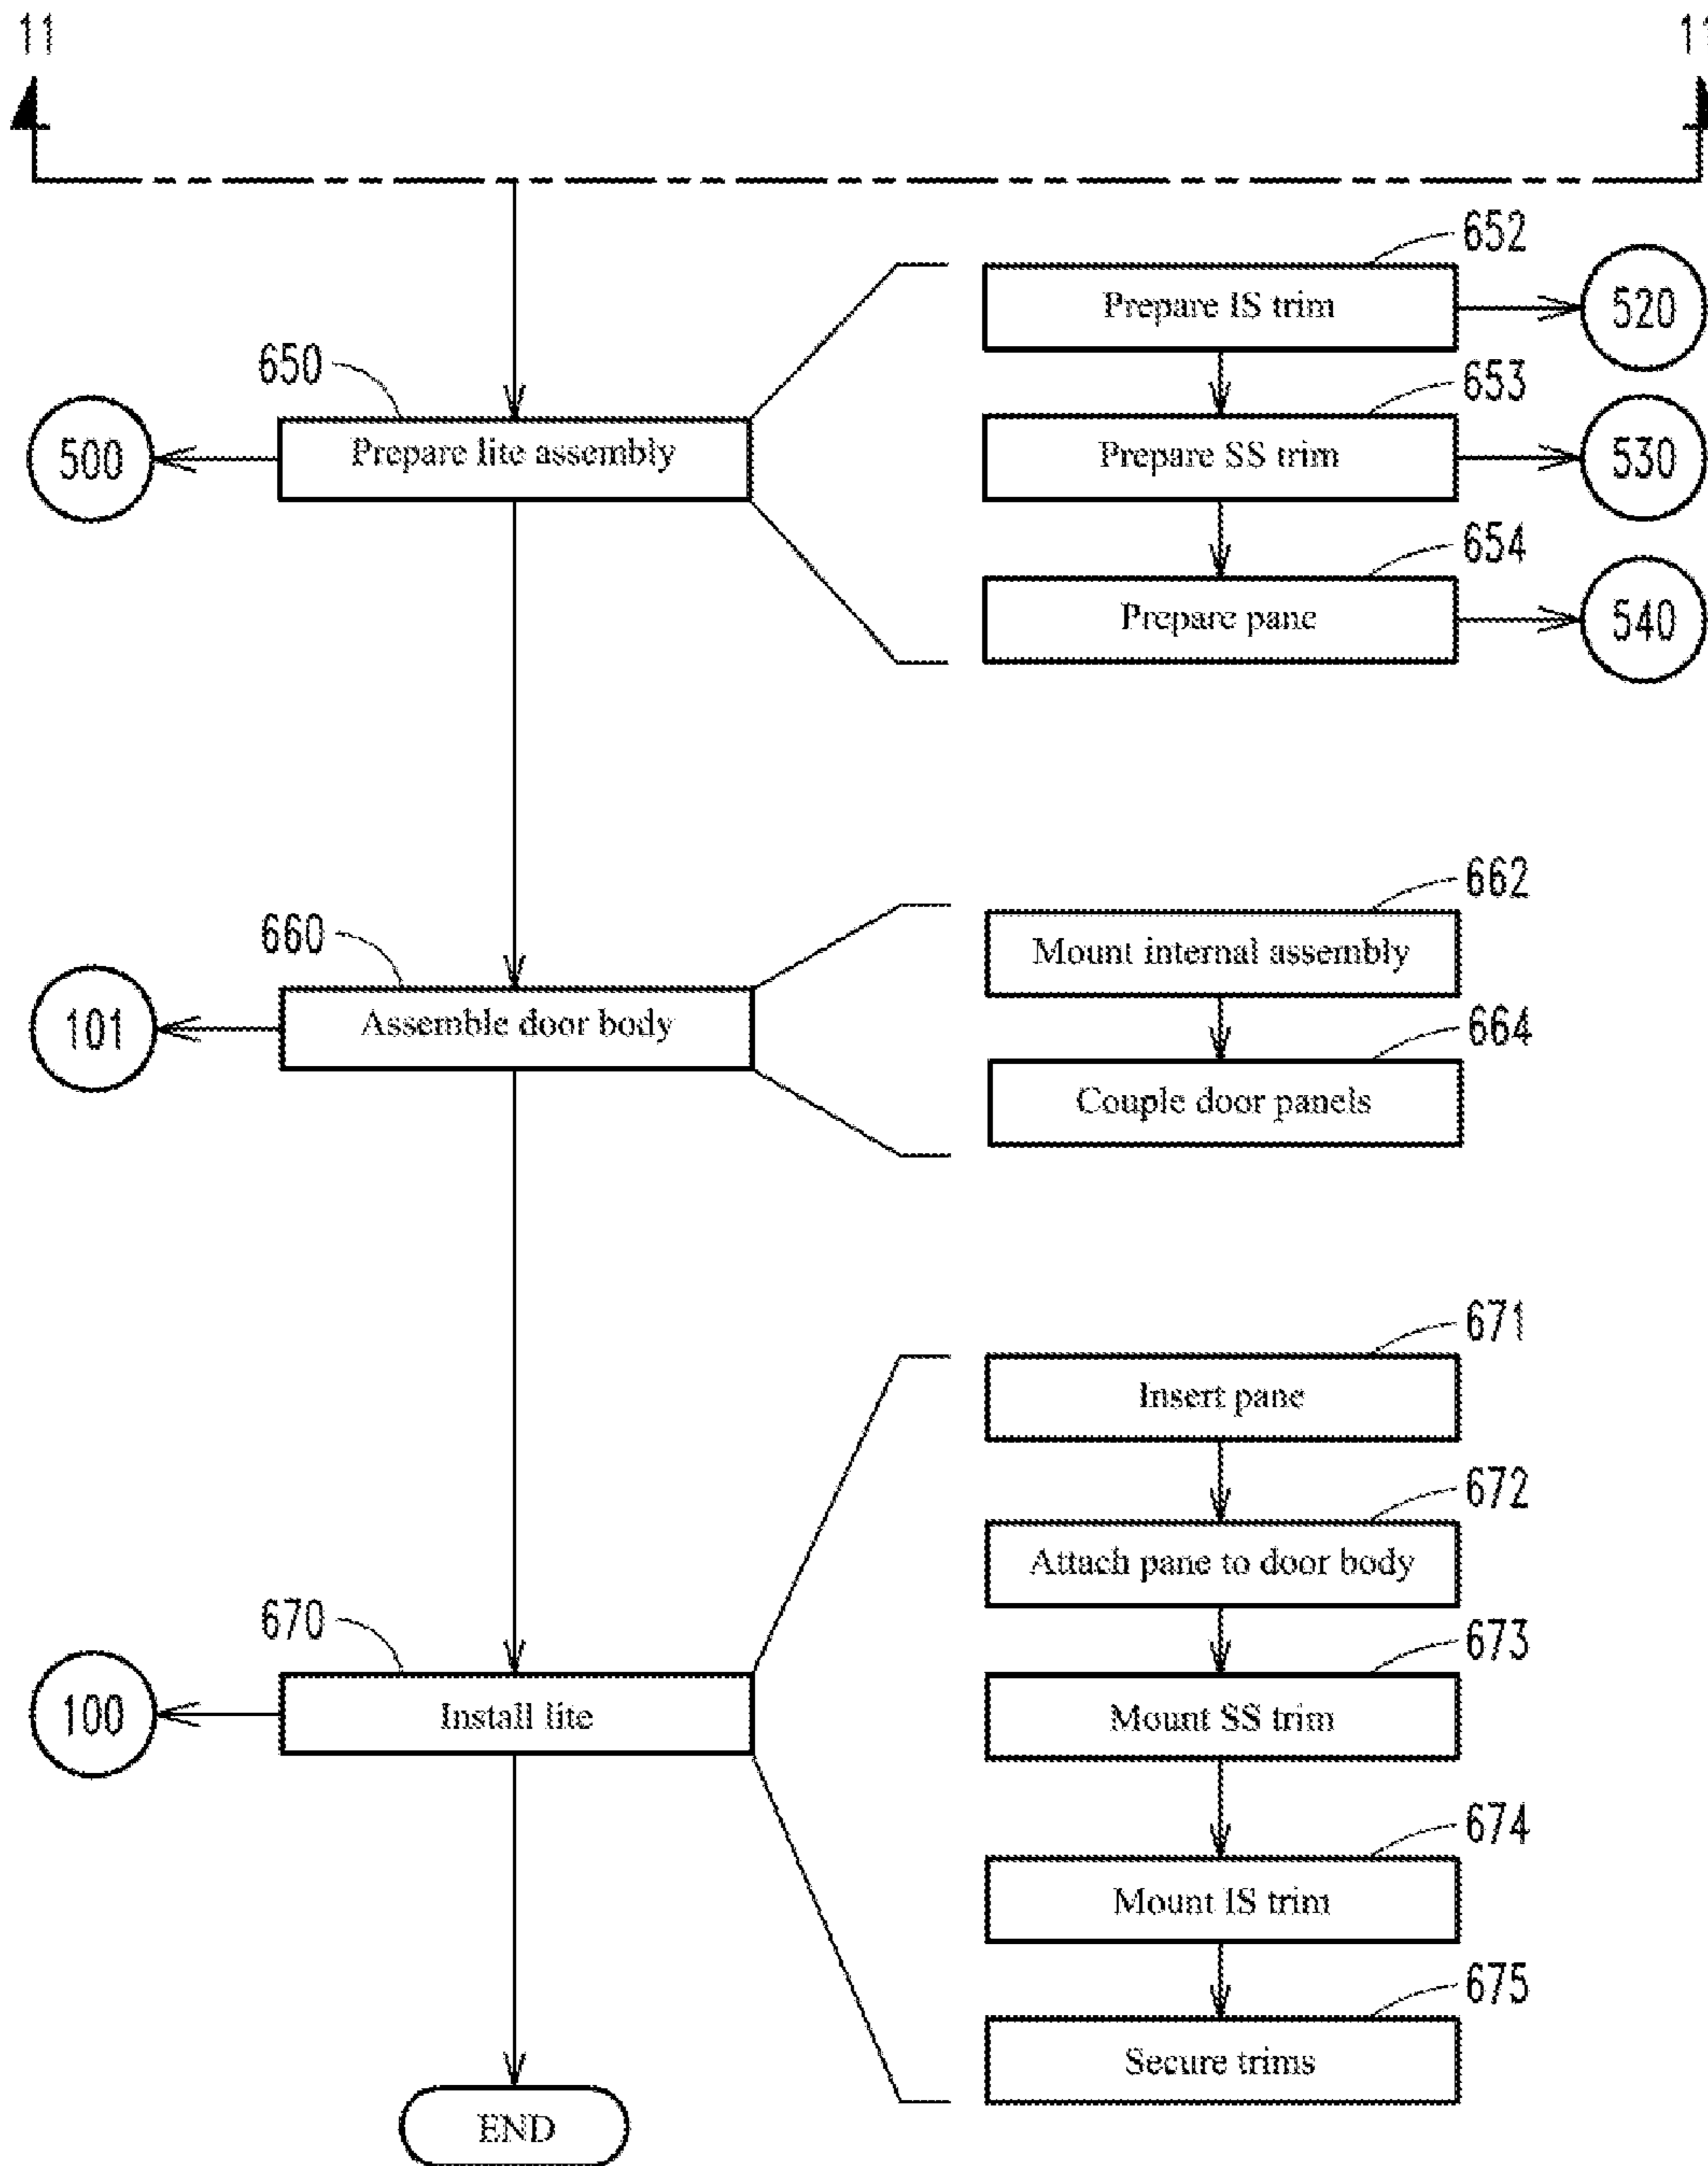 11
11
652
Prepare IS trim
520
650
653
500
Prepare lite assembly
Prepare SS trim
530
654
Prepare pane
540
662
660
Mount internal assembly
101
Assemble door body
664
Couple door panels
671
Insert pane
672
Attach pane to door body
670
673
100
Install lite
Mount SS trim
674
Mount IS trim
675
Secure trims
END